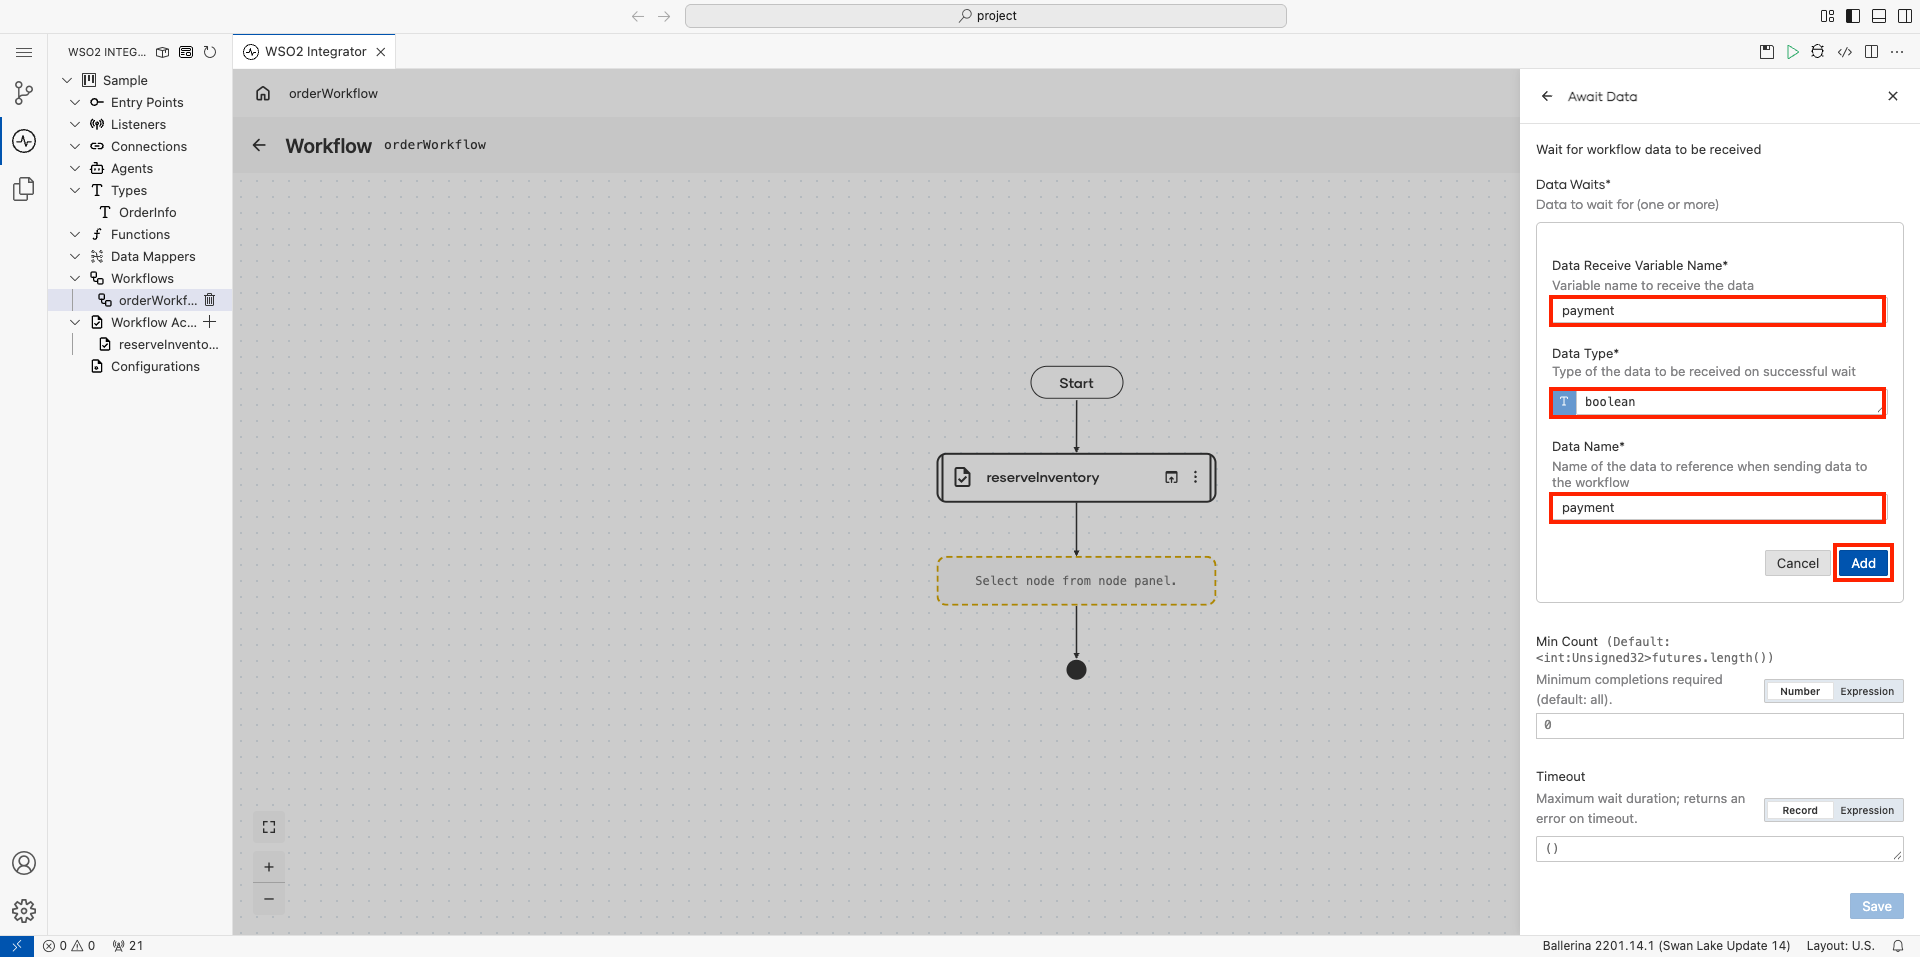 project
WSO2 INTEG...
WSO2 Integrator
Sample
Entry Points
Listeners
Connections
Agents
Types
OrderInfo
Functions
Data Mappers
Workflows
orderWorkf...
Workflow Ac...
reserveInvento...
Configurations
orderWorkflow
Workflow orderWorkflow
Start
reserveInventory
Select node from node panel.
Await Data
Wait for workflow data to be received
Data Waits*
Data to wait for (one or more)
Data Receive Variable Name*
Variable name to receive the data
payment
Data Type*
Type of the data to be received on successful wait
T boolean
Data Name*
Name of the data to reference when sending data to
the workflow
payment
Cancel Add
Min Count (Default:
<int:Unsigned32>futures.length())
Minimum completions required
(default: all).
Number Expression
0
Timeout
Maximum wait duration; returns an
error on timeout.
Record Expression
()
Save
0 0 21
Ballerina 2201.14.1 (Swan Lake Update 14) Layout: U.S.